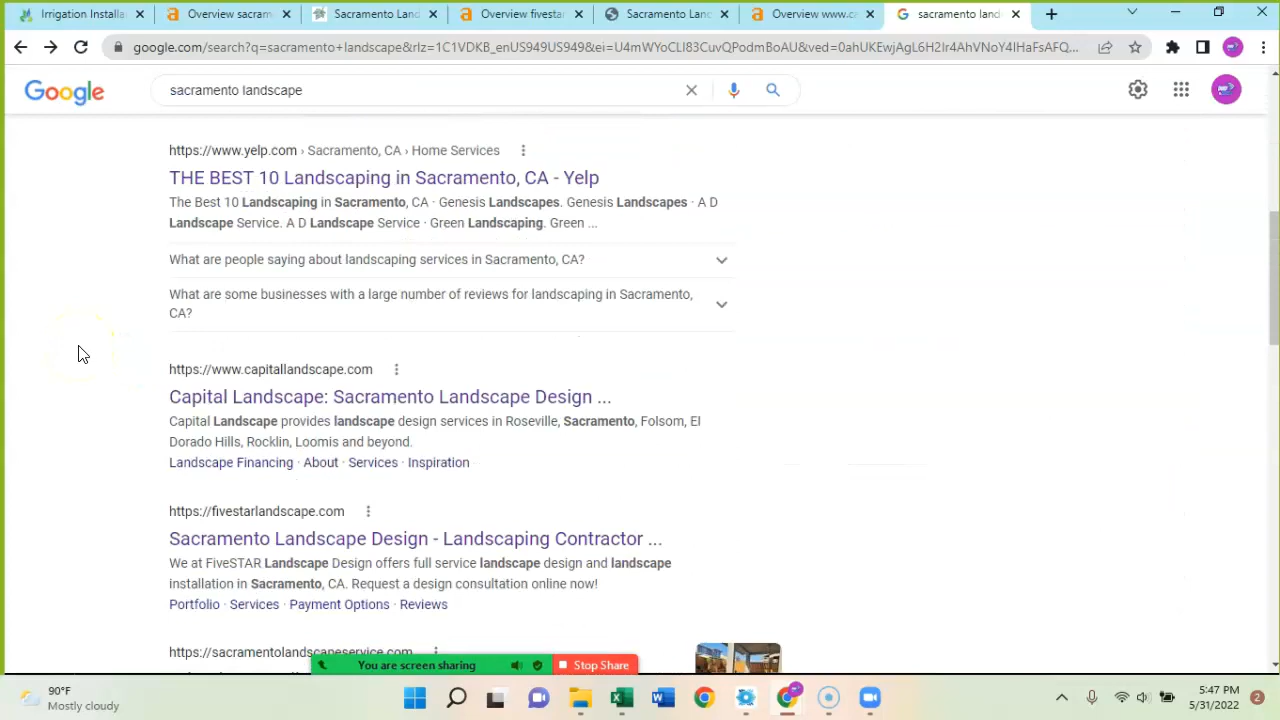 Irrigation Installa
Overview sacram
Sacramento Land
Overview fivestar
Sacramento Land
Overview www.ca
sacramento land
google.com/search?q=sacramento+landscape&rlz=1C1VDKB_enUS949US949&ei=U4mWYoCLI83CuvQPotmBoAU&ved=0ahUKEwjAgL6H2Ir4AhVNoY4IHaFsAFQ...
Google
sacramento landscape
https://www.yelp.com › Sacramento, CA › Home Services
THE BEST 10 Landscaping in Sacramento, CA - Yelp
The Best 10 Landscaping in Sacramento, CA · Genesis Landscapes. Genesis Landscapes · A D
Landscape Service. A D Landscape Service · Green Landscaping. Green ...
What are people saying about landscaping services in Sacramento, CA?
What are some businesses with a large number of reviews for landscaping in Sacramento,
CA?
https://www.capitallandscape.com
Capital Landscape: Sacramento Landscape Design ...
Capital Landscape provides landscape design services in Roseville, Sacramento, Folsom, El
Dorado Hills, Rocklin, Loomis and beyond.
Landscape Financing · About · Services · Inspiration
https://fivestarlandscape.com
Sacramento Landscape Design - Landscaping Contractor ...
We at FiveSTAR Landscape Design offers full service landscape design and landscape
installation in Sacramento, CA. Request a design consultation online now!
Portfolio · Services · Payment Options · Reviews
https://sacramentolandscapeservice.com
You are screen sharing
Stop Share
90°F
Mostly cloudy
5:47 PM
5/31/2022
2